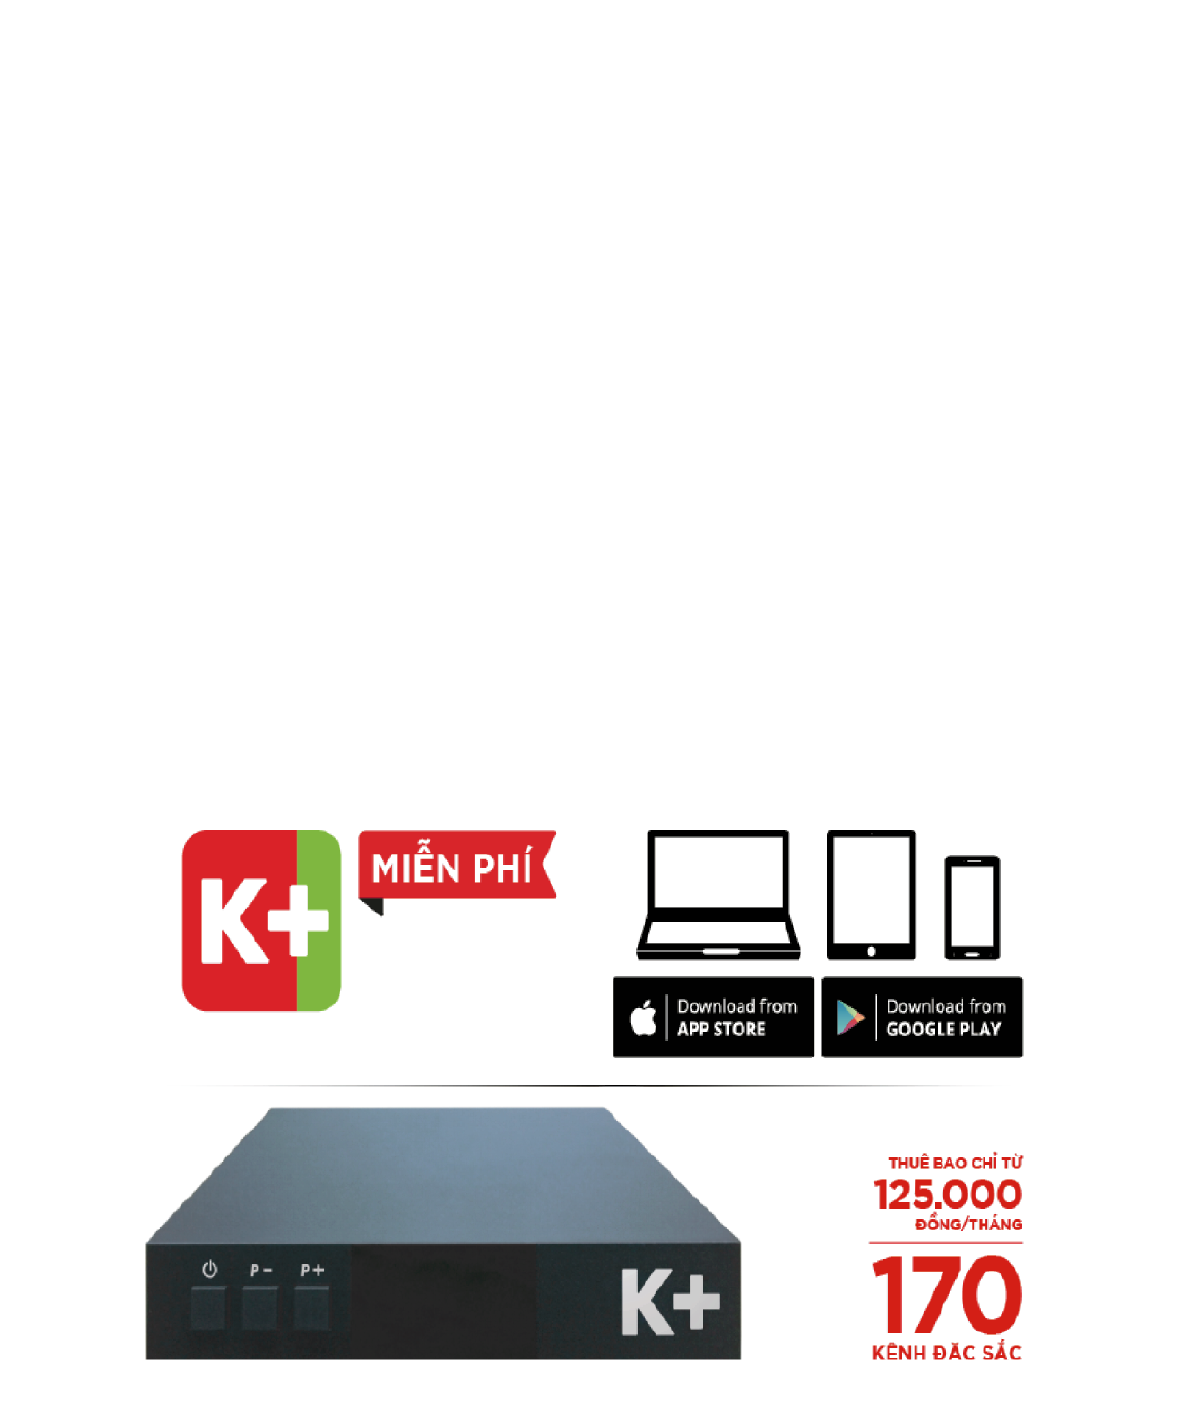 K+
MIỄN PHÍ
Download from
APP STORE
Download from
GOOGLE PLAY
THUÊ BAO CHỈ TỪ
125.000
ĐỒNG/THÁNG
170
KÊNH ĐẶC SẮC
P- P+
K+